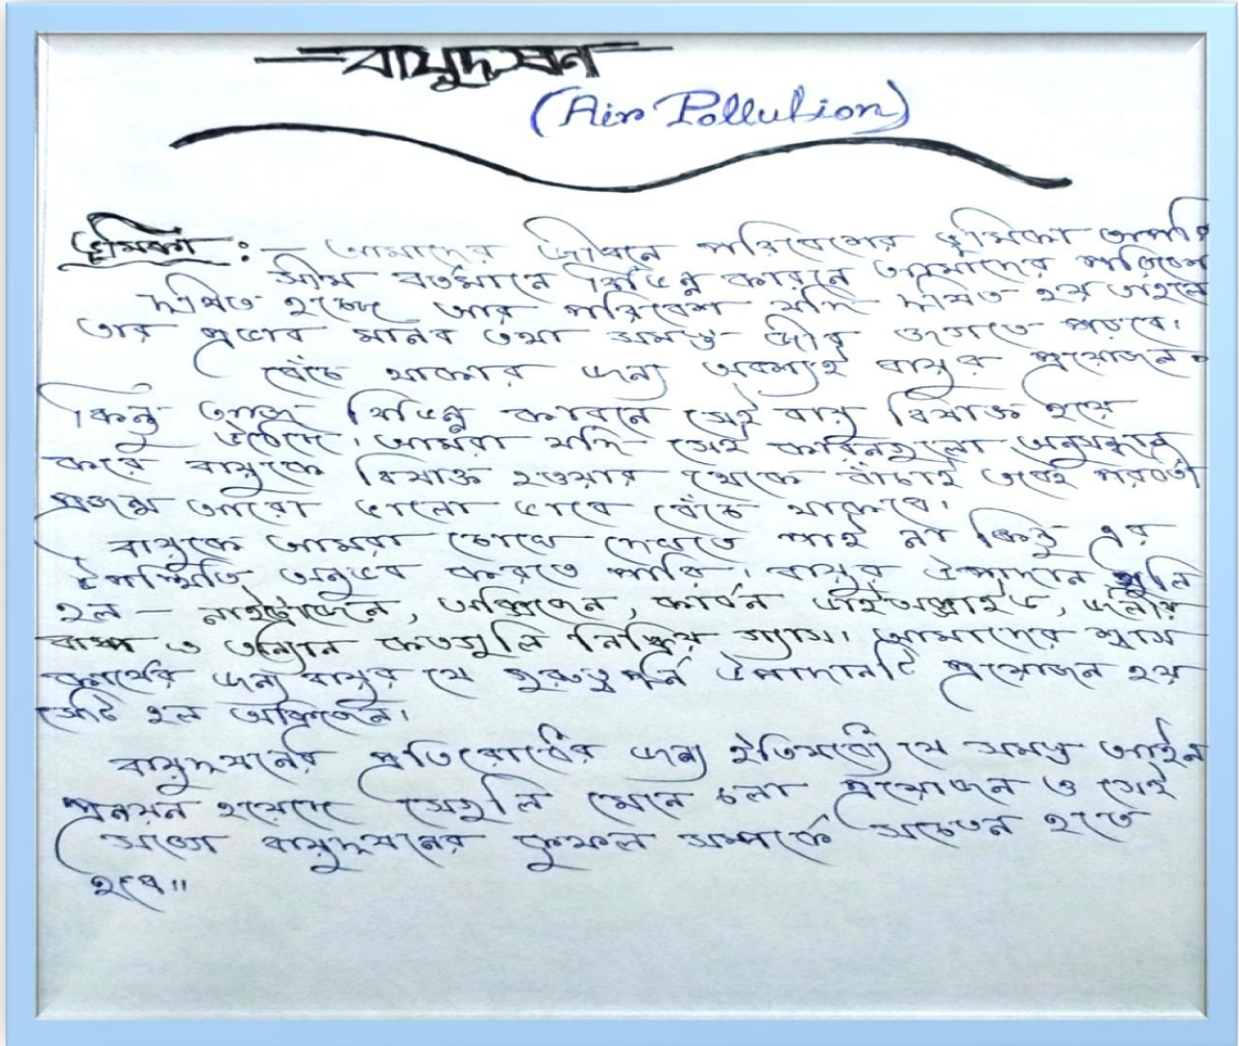 বায়ুদূষন
(Air Pollution)
ভূমিকা :- আমাদের জীবনে পরিবেশের ভূমিকা অপরি
সীম বর্তমানে বিভিন্ন কারনে আমাদের পরিবেশ
দূষিত হচ্ছে আর পরিবেশ যদি দূষিত হয় তাহলে
তার প্রভাব মানব তথা সমস্ত জীব জগতে পড়বে।
বেঁচে থাকার জন্য অবশ্যই বায়ুর প্রয়োজন।
কিন্তু আজ বিভিন্ন কারনে সেই বায়ু বিষাক্ত হয়ে
উঠেছে। আমরা যদি সেই কারনগুলো অনুসন্ধান
করে বায়ুকে বিষাক্ত হওয়ার থেকে বাঁচাই তবেই পরবর্তী
প্রজন্ম আরো ভালো ভাবে বেঁচে থাকবে।
বায়ুকে আমরা চোখে দেখতে পাই না কিন্তু এর
উপস্থিতি অনুভব করতে পারি। বায়ুর উপাদান গুলি
হল - নাইট্রোজেন, অক্সিজেন, কার্বন ডাইঅক্সাইড, জলীয়
বাষ্প ও অন্যান কতগুলি নিষ্ক্রিয় গ্যাস। আমাদের শ্বাস
কার্যের জন্য বায়ুর যে গুরুত্বপূর্ন উপাদানটি প্রয়োজন হয়
সেটি হল অক্সিজেন।
বায়ুদূষনের প্রতিরোধের জন্য ইতিমধ্যে যে সমস্ত আইন
প্রনয়ন হয়েছে সেগুলি মেনে চলা প্রয়োজন ও সেই
সঙ্গে বায়ুদূষনের কুফল সম্পর্কে সচেতন হতে
হবে॥